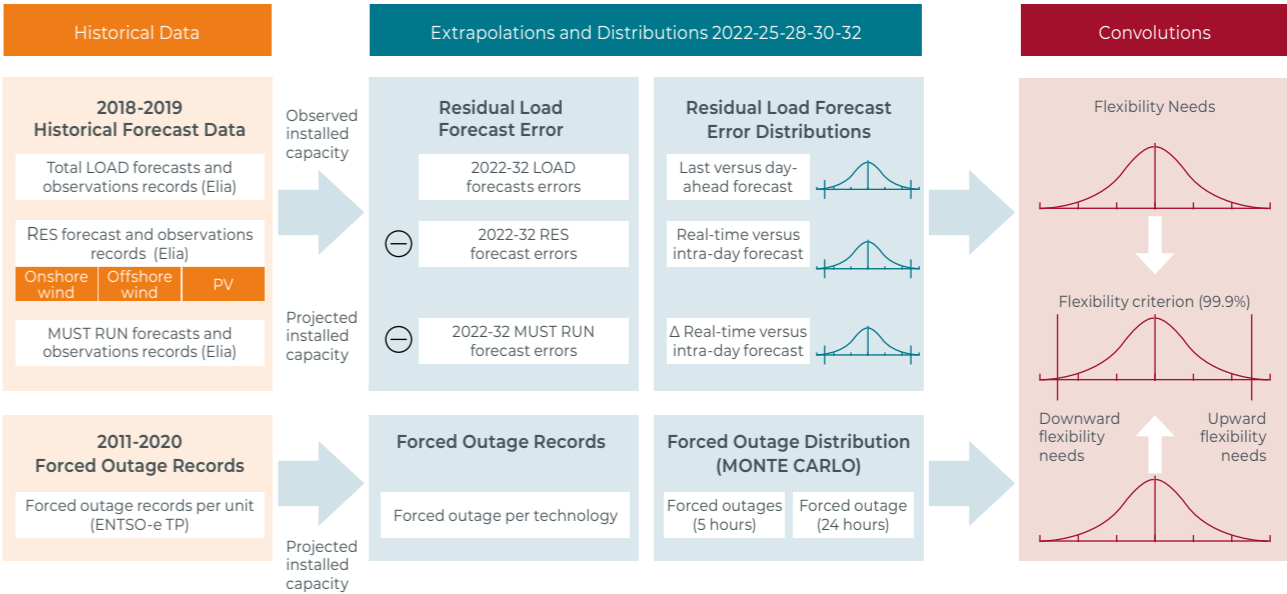 Historical Data
Extrapolations and Distributions 2022-25-28-30-32
Convolutions
2018-2019
Historical Forecast Data
Total LOAD forecasts and
observations records (Elia)
RES forecast and observations
records (Elia)
Onshore
wind
Offshore
wind
PV
MUST RUN forecasts and
observations records (Elia)
Observed
installed
capacity
Projected
installed
capacity
Residual Load
Forecast Error
2022-32 LOAD
forecasts errors
2022-32 RES
forecast errors
2022-32 MUST RUN
forecast errors
Residual Load Forecast
Error Distributions
Last versus day-
ahead forecast
Real-time versus
intra-day forecast
Δ Real-time versus
intra-day forecast
Flexibility Needs
Flexibility criterion (99.9%)
Downward
flexibility
needs
Upward
flexibility
needs
2011-2020
Forced Outage Records
Forced outage records per unit
(ENTSO-e TP)
Projected
installed
capacity
Forced Outage Records
Forced outage per technology
Forced Outage Distribution
(MONTE CARLO)
Forced outages
(5 hours)
Forced outage
(24 hours)